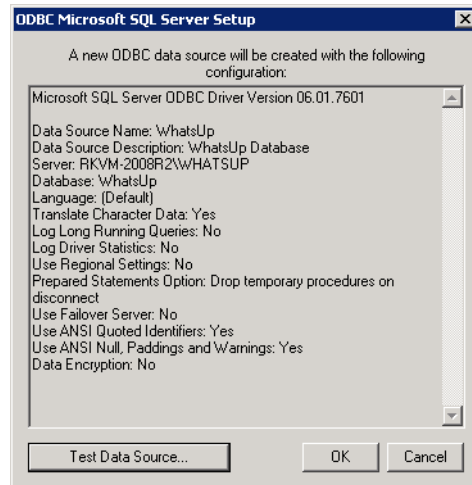 ODBC Microsoft SQL Server Setup
A new ODBC data source will be created with the following
configuration:
Microsoft SQL Server ODBC Driver Version 06.01.7601
Data Source Name: WhatsUp
Data Source Description: WhatsUp Database
Server: RKVM-2008R2\WHATSUP
Database: WhatsUp
Language: (Default)
Translate Character Data: Yes
Log Long Running Queries: No
Log Driver Statistics: No
Use Regional Settings: No
Prepared Statements Option: Drop temporary procedures on
disconnect
Use Failover Server: No
Use ANSI Quoted Identifiers: Yes
Use ANSI Null, Paddings and Warnings: Yes
Data Encryption: No
Test Data Source... OK Cancel